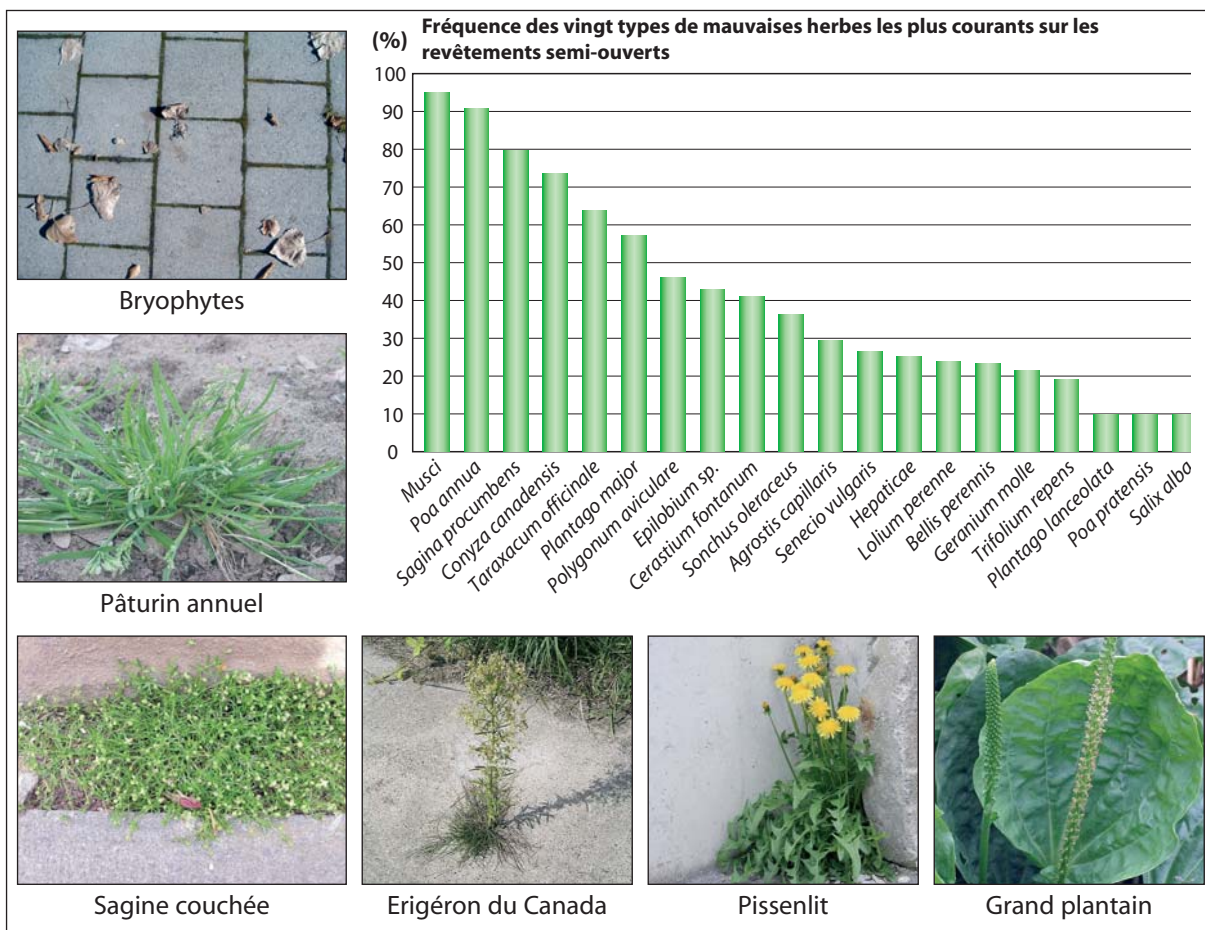 (%) Fréquence des vingt types de mauvaises herbes les plus courants sur les
revêtements semi-ouverts
100
90
80
70
60
50
40
30
20
10
0
Musci
Poa annua
Sagina procumbens
Conyza canadensis
Taraxacum officinale
Plantago major
Polygonum aviculare
Epilobium sp.
Cerastium fontanum
Sonchus oleraceus
Agrostis capillaris
Senecio vulgaris
Hepaticae
Lolium perenne
Bellis perennis
Geranium molle
Trifolium repens
Plantago lanceolata
Poa pratensis
Salix alba
Bryophytes
Pâturin annuel
Sagine couchée
Erigéron du Canada
Pissenlit
Grand plantain